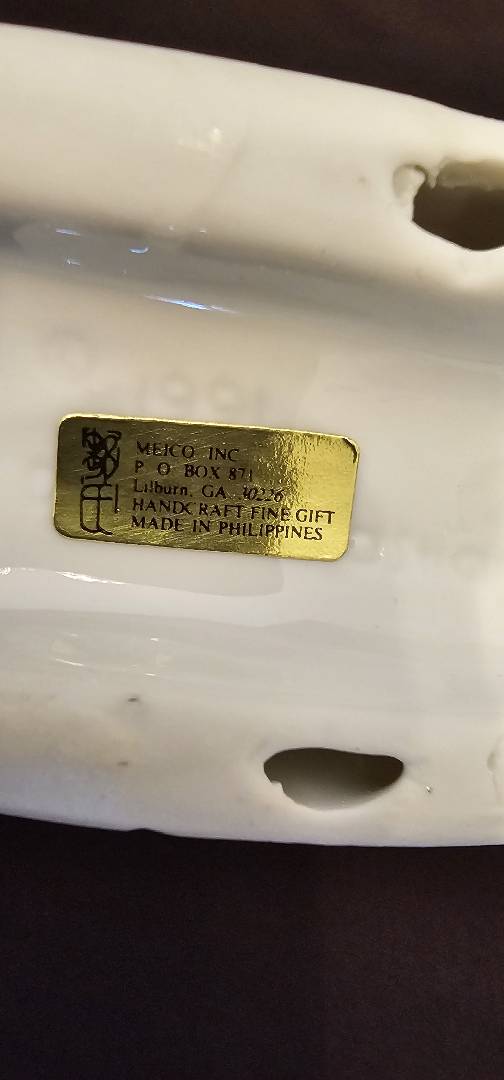 MEICO INC
P O BOX 871
Lilburn, GA 30226
HANDCRAFT FINE GIFT
MADE IN PHILIPPINES